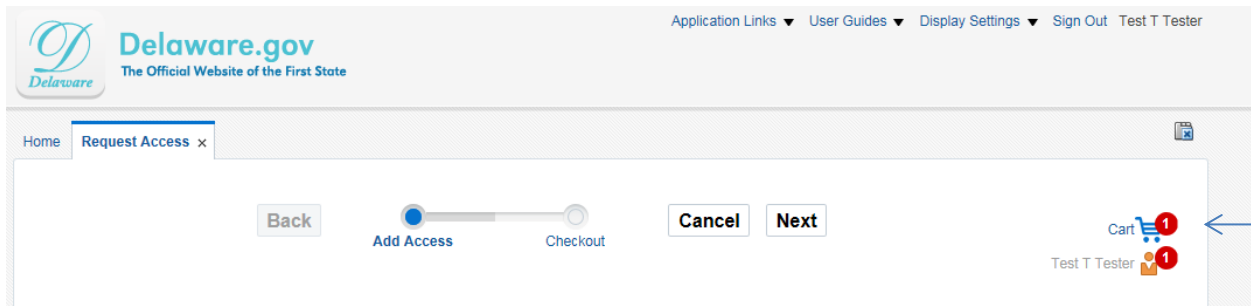 Application Links ▼ User Guides ▼ Display Settings ▼ Sign Out Test T Tester
Delaware
Delaware.gov
The Official Website of the First State
Home Request Access x
Back Add Access Checkout Cancel Next
Cart 1
Test T Tester 1